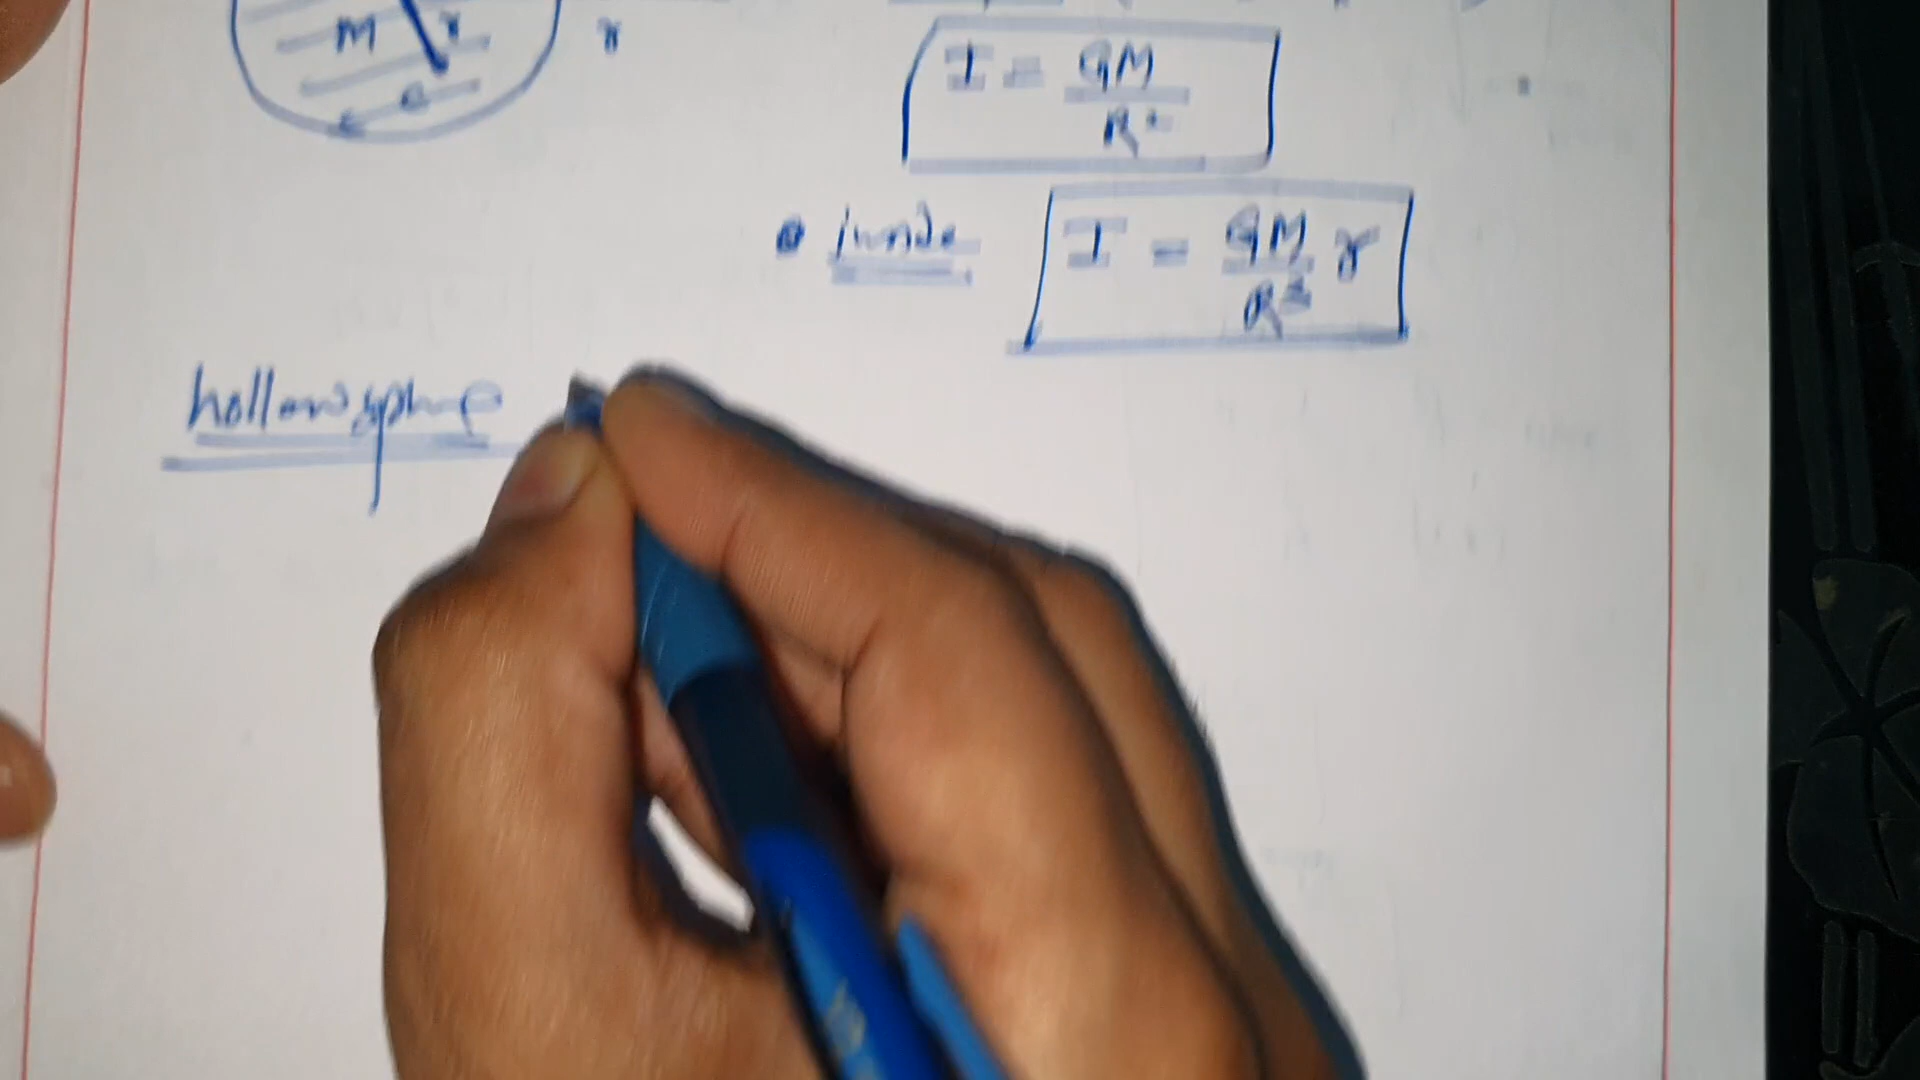 M r r
I = GM / R²
• inside I = GM / R³ r
hollow sphere